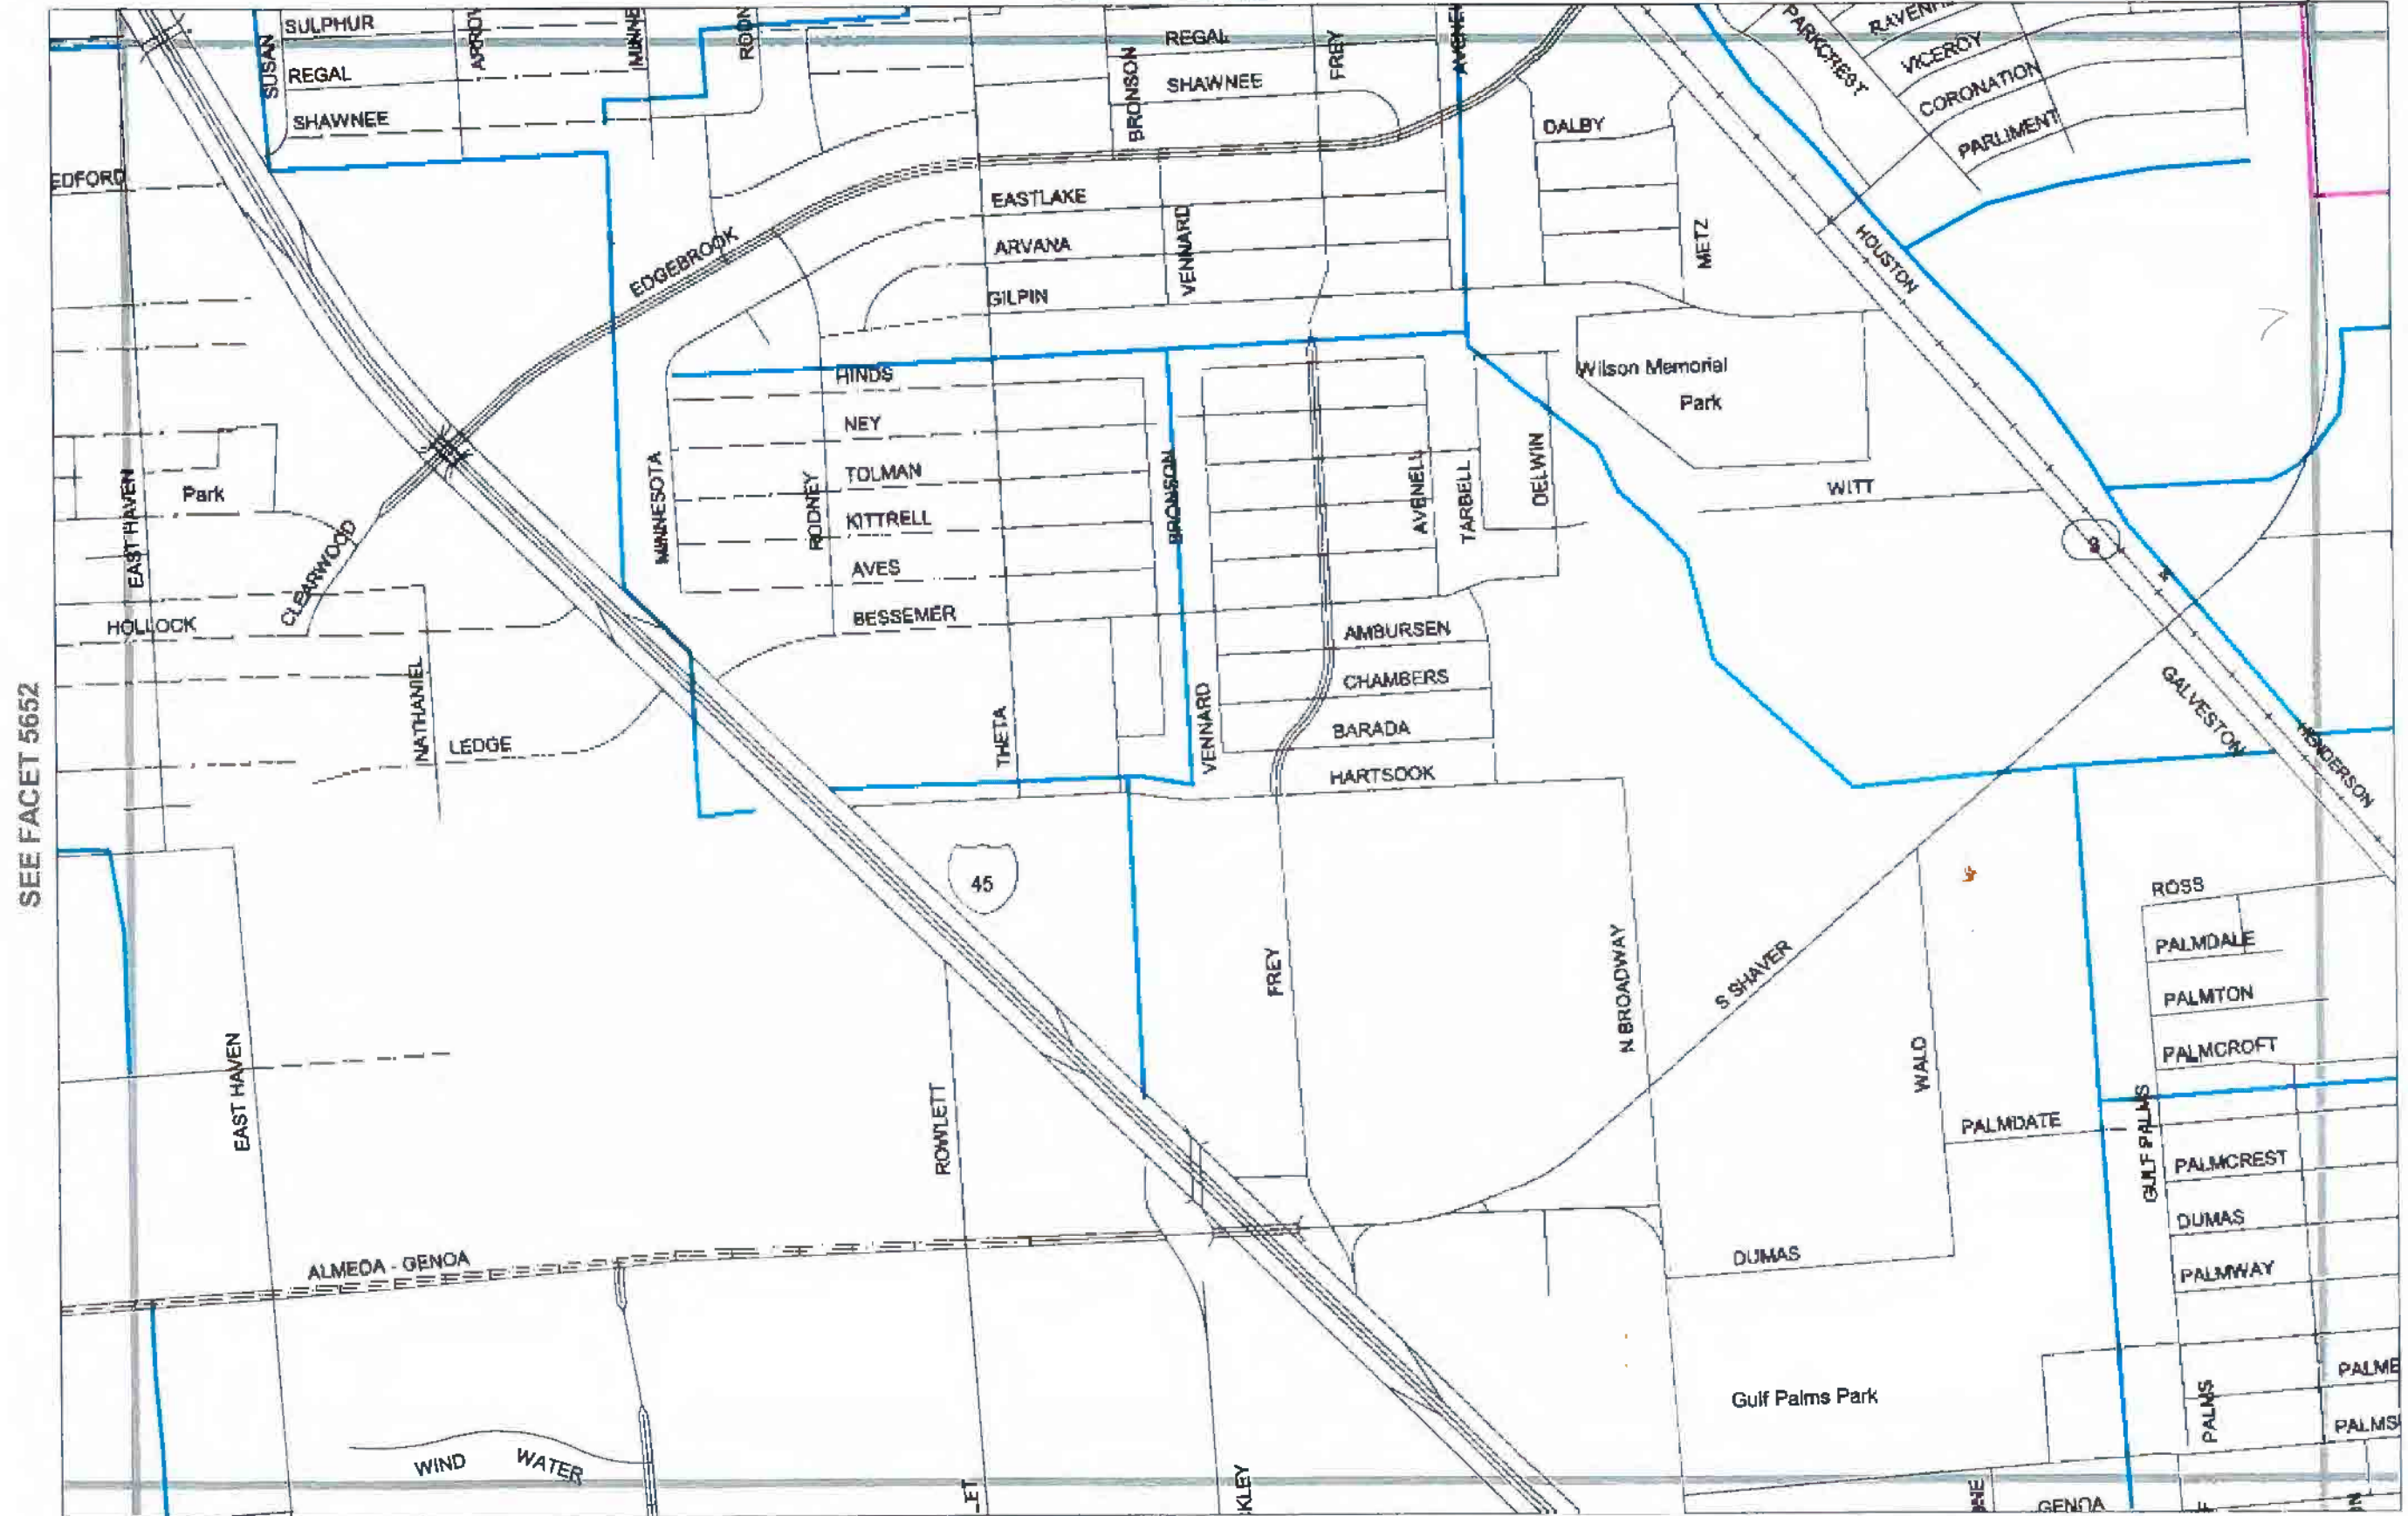 SULPHUR
SUSAN
REGAL
SHAWNEE
REGAL
SHAWNEE
BRONSON
FREY
PARKCREST
VICEROY
CORONATION
PARLIMENT
DALBY
METZ
EDFORD
EASTLAKE
ARVANA
GILPIN
VENNARD
EDGEBROOK
HOUSTON
HINDS
NEY
TOLMAN
KITTRELL
AVES
BESSEMER
MINNESOTA
RODNEY
BRONSON
AVENELL
TARBELL
DELWIN
Wilson Memorial
Park
WITT
Park
EAST HAVEN
CLEARWOOD
HOLLOCK
NATHANIEL
LEDGE
AMBURSEN
CHAMBERS
BARADA
HARTSOOK
THETA
VENNARD
GALVESTON
HENDERSON
SEE FACET 5652
45
ROSS
PALMDALE
PALMTON
PALMCROFT
FREY
N BROADWAY
S SHAVER
WALD
EAST HAVEN
ROWLETT
PALMDATE
GULF PALMS
PALMCREST
DUMAS
PALMWAY
ALMEDA - GENOA
DUMAS
Gulf Palms Park
PALME
PALMS
PALMS
WIND WATER
KLEY
GENOA